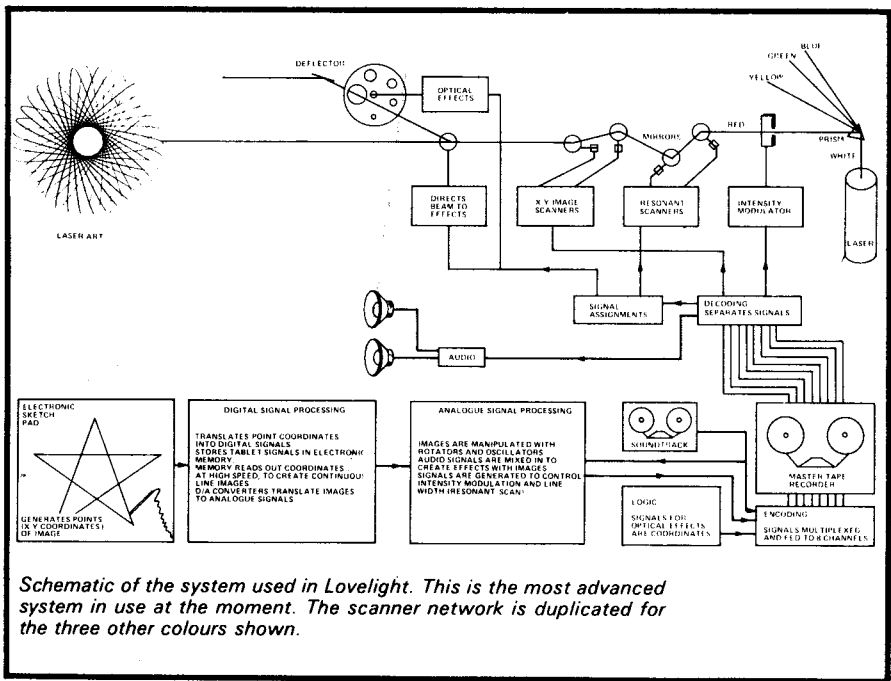 DEFLECTOR
OPTICAL
EFFECTS
BLUE
GREEN
YELLOW
RED
MIRRORS
PRISM
WHITE
LASER
LASER ART
DIRECTS
BEAM TO
EFFECTS
X Y IMAGE
SCANNERS
RESONANT
SCANNERS
INTENSITY
MODULATOR
SIGNAL
ASSIGNMENTS
DECODING
SEPARATES SIGNALS
AUDIO
ELECTRONIC
SKETCH
PAD
GENERATES POINTS
(X Y COORDINATES)
OF IMAGE
DIGITAL SIGNAL PROCESSING
TRANSLATES POINT COORDINATES
INTO DIGITAL SIGNALS
STORES TABLET SIGNALS IN ELECTRONIC
MEMORY
MEMORY READS OUT COORDINATES
AT HIGH SPEED, TO CREATE CONTINUOUS
LINE IMAGES
D/A CONVERTERS TRANSLATE IMAGES
TO ANALOGUE SIGNALS
ANALOGUE SIGNAL PROCESSING
IMAGES ARE MANIPULATED WITH
ROTATORS AND OSCILLATORS
AUDIO SIGNALS ARE MIXED IN TO
CREATE EFFECTS WITH IMAGES
SIGNALS ARE GENERATED TO CONTROL
INTENSITY MODULATION AND LINE
WIDTH (RESONANT SCAN)
SOUNDTRACK
MASTER TAPE
RECORDER
LOGIC
SIGNALS FOR
OPTICAL EFFECTS
ARE COORDINATES
ENCODING
SIGNALS MULTIPLEXED
AND FED TO 8 CHANNELS
Schematic of the system used in Lovelight. This is the most advanced
system in use at the moment. The scanner network is duplicated for
the three other colours shown.